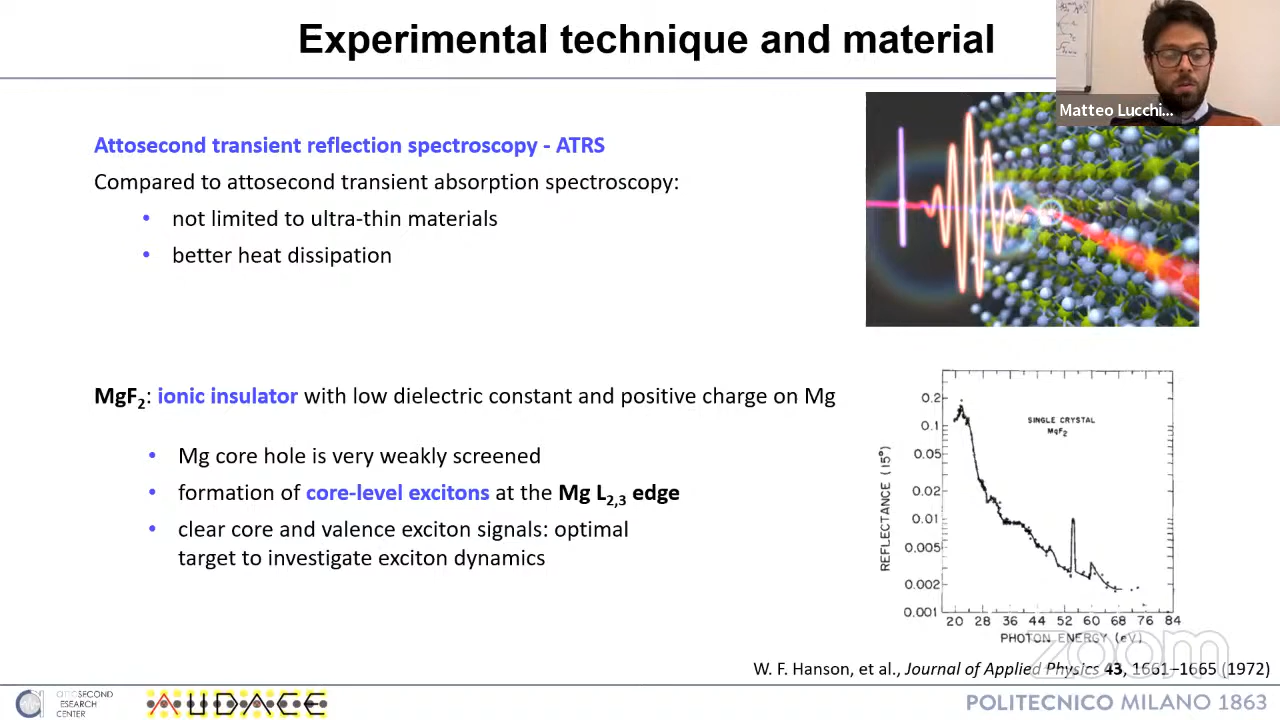 Experimental technique and material
Matteo Lucchi...
Attosecond transient reflection spectroscopy - ATRS
Compared to attosecond transient absorption spectroscopy:
• not limited to ultra-thin materials
• better heat dissipation
MgF2: ionic insulator with low dielectric constant and positive charge on Mg
• Mg core hole is very weakly screened
• formation of core-level excitons at the Mg L2,3 edge
• clear core and valence exciton signals: optimal
target to investigate exciton dynamics
SINGLE CRYSTAL
MgF2
REFLECTANCE (15°)
0.2
0.1
0.05
0.02
0.01
0.005
0.002
0.001
20 28 36 44 52 60 68 76 84
PHOTON ENERGY (eV)
zoom
W. F. Hanson, et al., Journal of Applied Physics 43, 1661–1665 (1972)
ATTOSECOND
RESEARCH
CENTER
AUDACE
POLITECNICO MILANO 1863